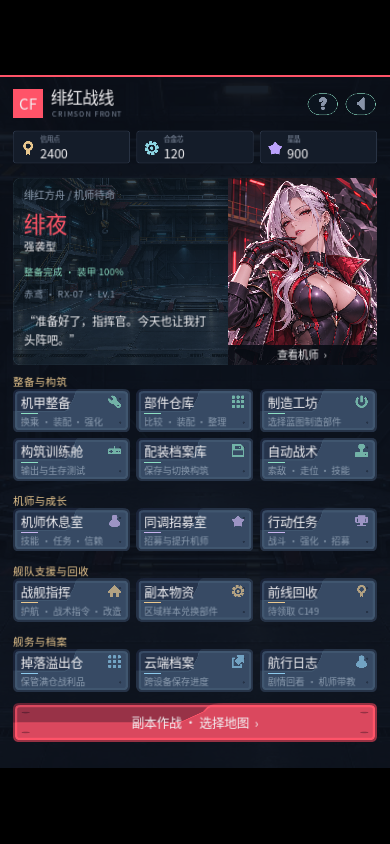 CF
绯红战线
CRIMSON FRONT
?
信用点
2400
合金芯
120
星晶
900
绯红方舟 / 机师待命
绯夜
强袭型
整备完成 · 装甲 100%
赤鸢 · RX-07 · Lv.1
“准备好了，指挥官。今天也让我打头阵吧。”
查看机师 ›
整备与构筑
机甲整备
换乘 · 装配 · 强化
部件仓库
比较 · 装配 · 整理
制造工坊
选择蓝图制造部件
构筑训练舱
输出与生存测试
配装档案库
保存与切换构筑
自动战术
索敌 · 走位 · 技能
机师与成长
机师休息室
技能 · 任务 · 信赖
同调招募室
招募与提升机师
行动任务
战斗 · 强化 · 招募
舰队支援与回收
战舰指挥
护航 · 战术指令 · 改造
副本物资
区域样本兑换部件
前线回收
待领取 C149
舰务与档案
掉落溢出仓
保管满仓战利品
云端档案
跨设备保存进度
航行日志
剧情回看 · 机师带教
副本作战 · 选择地图 ›